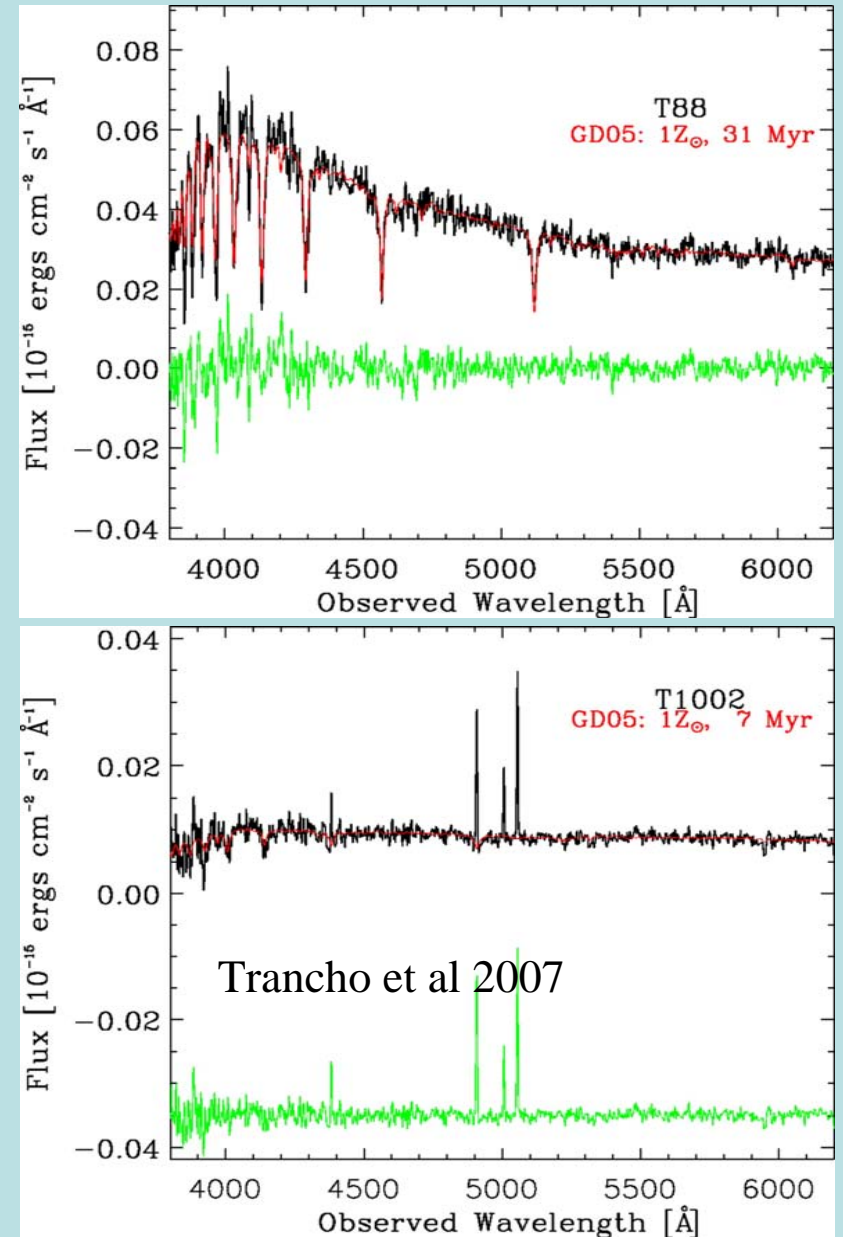 0.08
0.06
0.04
0.02
0.00
−0.02
−0.04
Flux [10⁻¹⁵ ergs cm⁻² s⁻¹ Å⁻¹]
T88
GD05: 1Z☉, 31 Myr
4000 4500 5000 5500 6000
Observed Wavelength [Å]
0.04
0.02
0.00
−0.02
−0.04
Flux [10⁻¹⁵ ergs cm⁻² s⁻¹ Å⁻¹]
T1002
GD05: 1Z☉, 7 Myr
Trancho et al 2007
4000 4500 5000 5500 6000
Observed Wavelength [Å]